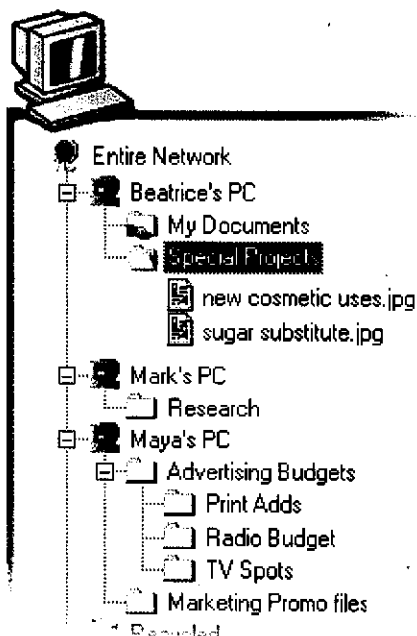 Entire Network
Beatrice's PC
My Documents
Special Projects
new cosmetic uses.jpg
sugar substitute.jpg
Mark's PC
Research
Maya's PC
Advertising Budgets
Print Adds
Radio Budget
TV Spots
Marketing Promo files
Recycled